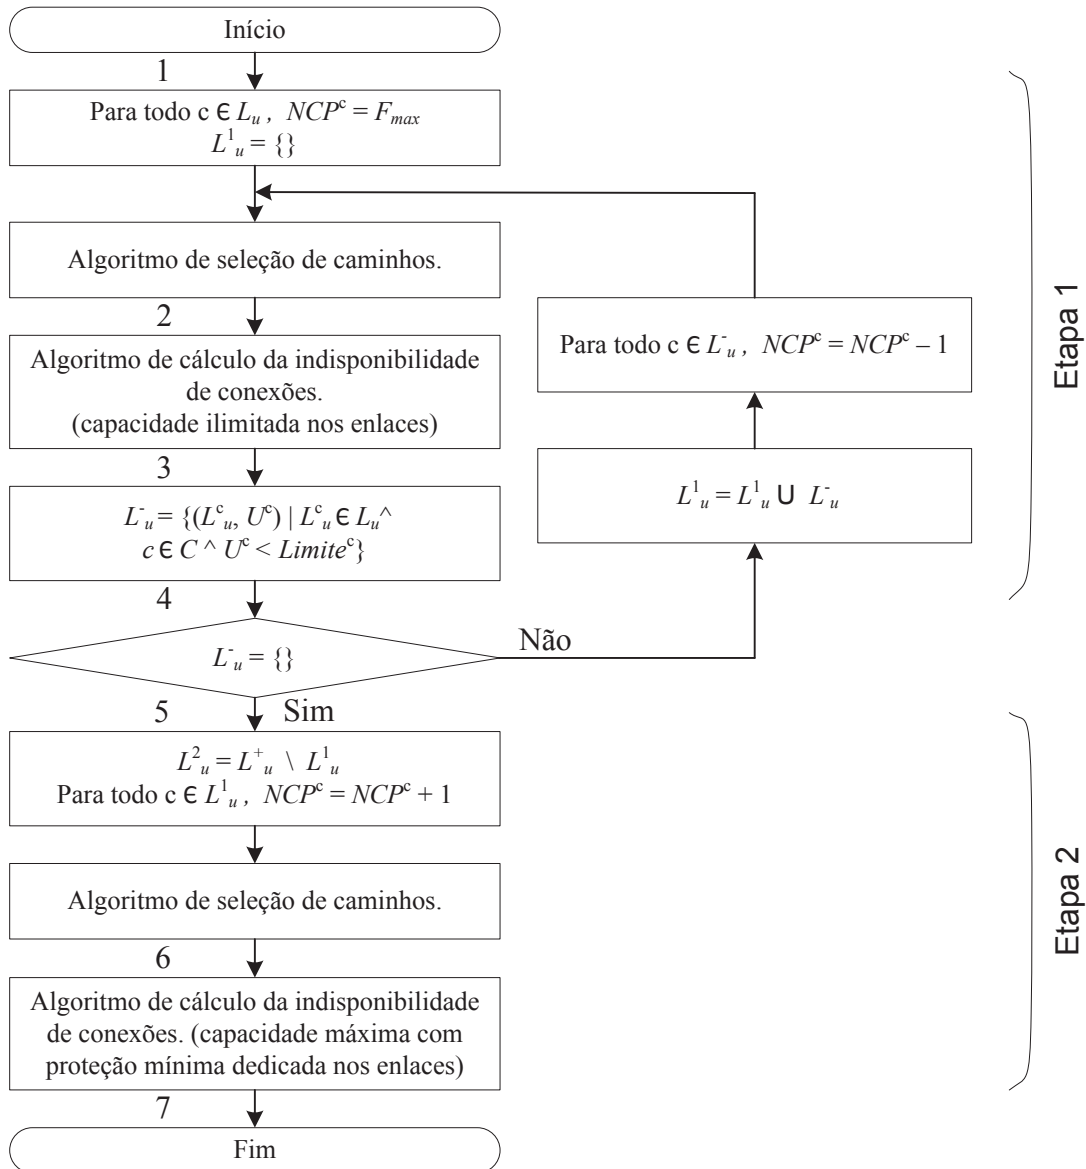 Início
1
Para todo c ∈ L_u , NCP^c = F_max
L^1_u = {}
Algoritmo de seleção de caminhos.
2
Algoritmo de cálculo da indisponibilidade
de conexões.
(capacidade ilimitada nos enlaces)
3
L^-_u = {(L^c_u, U^c) | L^c_u ∈ L_u ^
c ∈ C ^ U^c < Limite^c}
4
L^-_u = {}
Não
L^1_u = L^1_u ∪ L^-_u
Para todo c ∈ L^-_u , NCP^c = NCP^c – 1
Etapa 1
5
Sim
L^2_u = L^+_u \ L^1_u
Para todo c ∈ L^1_u , NCP^c = NCP^c + 1
Algoritmo de seleção de caminhos.
6
Algoritmo de cálculo da indisponibilidade
de conexões. (capacidade máxima com
proteção mínima dedicada nos enlaces)
7
Fim
Etapa 2